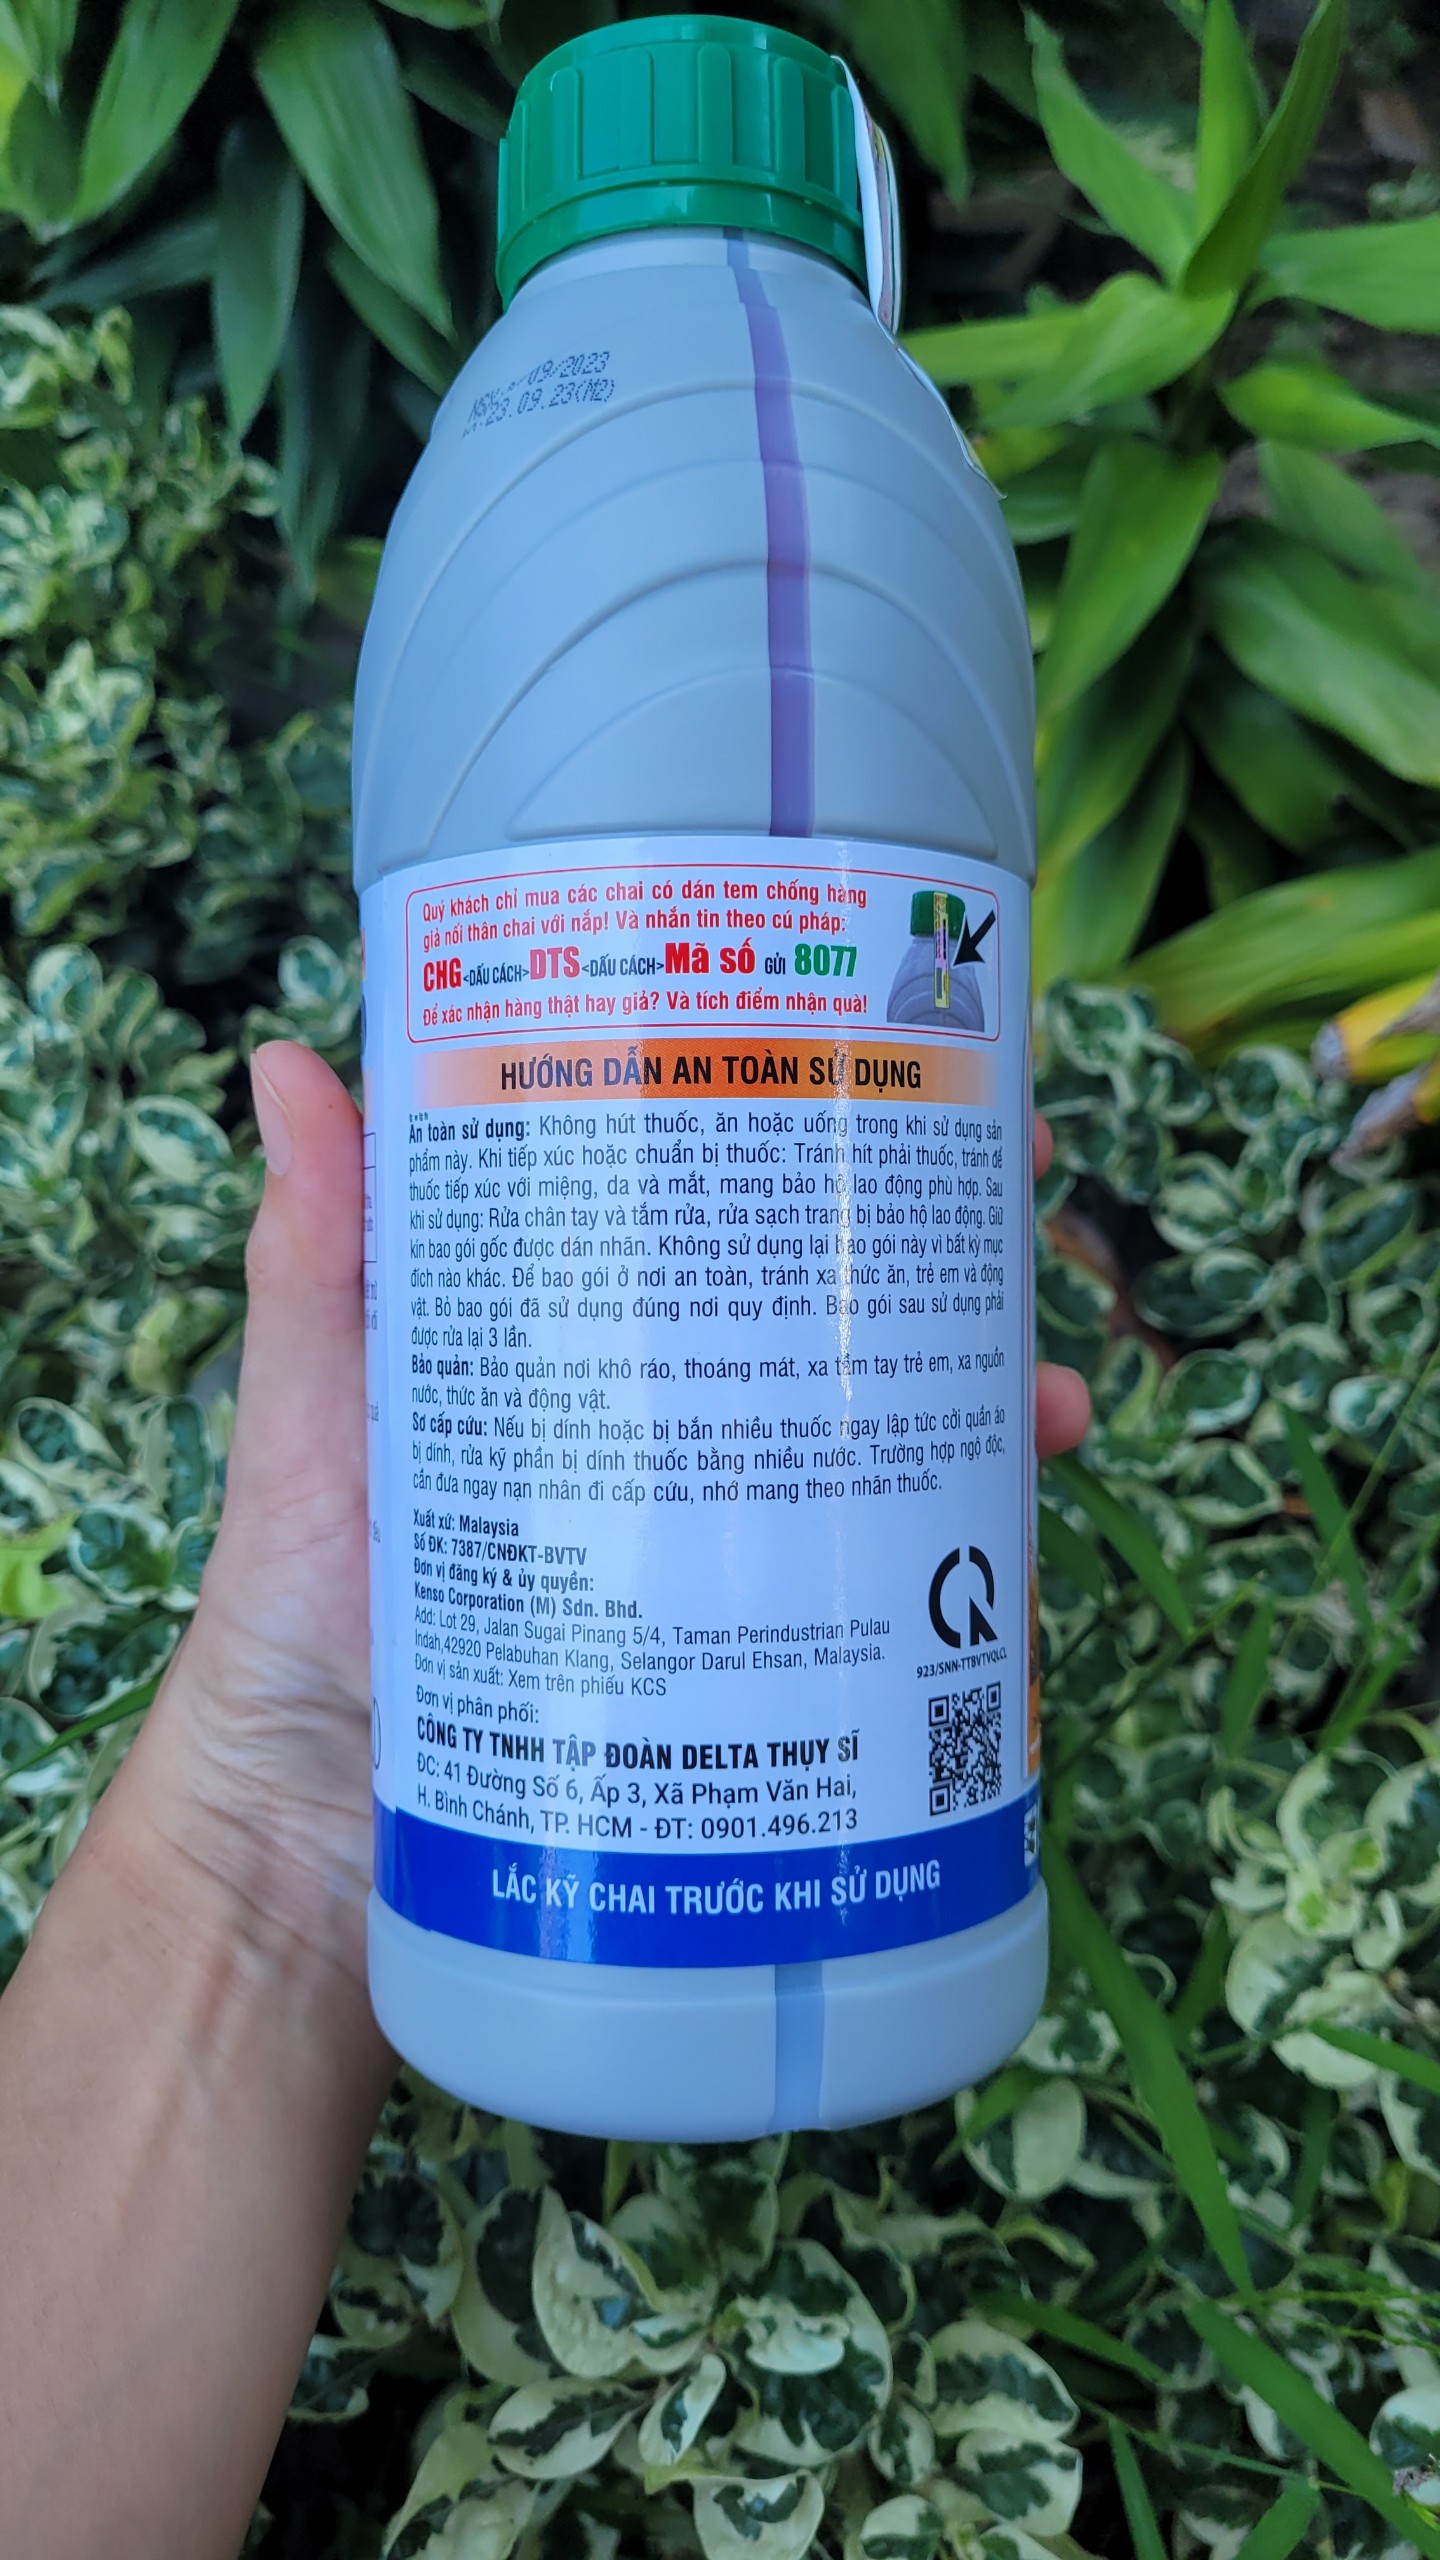 /09/2023
23.09.23(M2)
Quý khách chỉ mua các chai có dán tem chống hàng
giả nối thân chai với nắp! Và nhắn tin theo cú pháp:
CHG<DẤU CÁCH>DTS<DẤU CÁCH>Mã số GỬI 8077
Để xác nhận hàng thật hay giả? Và tích điểm nhận quà!
HƯỚNG DẪN AN TOÀN SỬ DỤNG
An toàn sử dụng: Không hút thuốc, ăn hoặc uống trong khi sử dụng sản
phẩm này. Khi tiếp xúc hoặc chuẩn bị thuốc: Tránh hít phải thuốc, tránh để
thuốc tiếp xúc với miệng, da và mắt, mang bảo hộ lao động phù hợp. Sau
khi sử dụng: Rửa chân tay và tắm rửa, rửa sạch trang bị bảo hộ lao động. Giữ
kín bao gói gốc được dán nhãn. Không sử dụng lại bao gói này vì bất kỳ mục
đích nào khác. Để bao gói ở nơi an toàn, tránh xa thức ăn, trẻ em và động
vật. Bỏ bao gói đã sử dụng đúng nơi quy định. Bao gói sau sử dụng phải
được rửa lại 3 lần.
Bảo quản: Bảo quản nơi khô ráo, thoáng mát, xa tầm tay trẻ em, xa nguồn
nước, thức ăn và động vật.
Sơ cấp cứu: Nếu bị dính hoặc bị bắn nhiều thuốc ngay lập tức cởi quần áo
bị dính, rửa kỹ phần bị dính thuốc bằng nhiều nước. Trường hợp ngộ độc,
cần đưa ngay nạn nhân đi cấp cứu, nhớ mang theo nhãn thuốc.
Xuất xứ: Malaysia
Số ĐK: 7387/CNĐKT-BVTV
Đơn vị đăng ký & ủy quyền:
Kenso Corporation (M) Sdn. Bhd.
Add: Lot 29, Jalan Sugai Pinang 5/4, Taman Perindustrian Pulau
Indah,42920 Pelabuhan Klang, Selangor Darul Ehsan, Malaysia.
Đơn vị sản xuất: Xem trên phiếu KCS
923/SNN-TTBVTVQLCL
Đơn vị phân phối:
CÔNG TY TNHH TẬP ĐOÀN DELTA THỤY SĨ
ĐC: 41 Đường Số 6, Ấp 3, Xã Phạm Văn Hai,
H. Bình Chánh, TP. HCM - ĐT: 0901.496.213
LẮC KỸ CHAI TRƯỚC KHI SỬ DỤNG